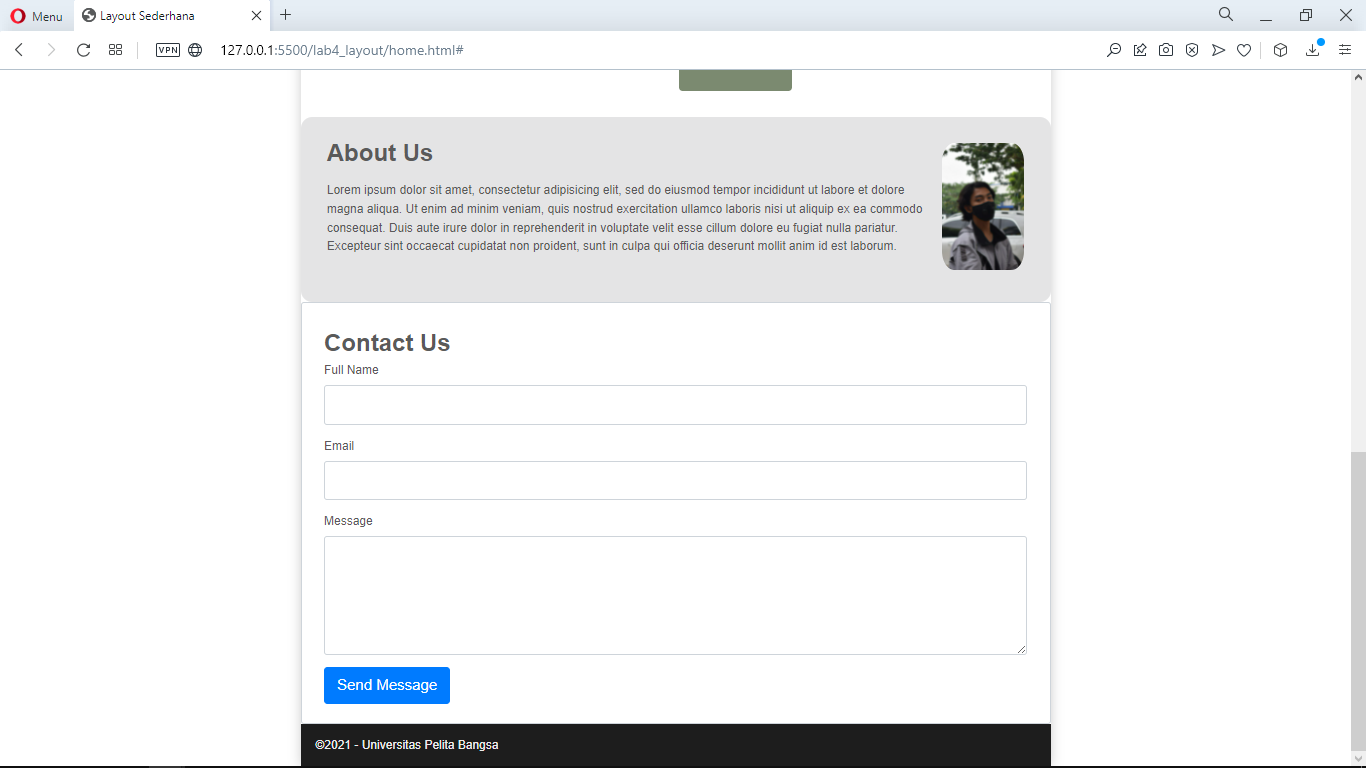 Menu
Layout Sederhana
VPN
127.0.0.1:5500/lab4_layout/home.html#
About Us
Lorem ipsum dolor sit amet, consectetur adipisicing elit, sed do eiusmod tempor incididunt ut labore et dolore
magna aliqua. Ut enim ad minim veniam, quis nostrud exercitation ullamco laboris nisi ut aliquip ex ea commodo
consequat. Duis aute irure dolor in reprehenderit in voluptate velit esse cillum dolore eu fugiat nulla pariatur.
Excepteur sint occaecat cupidatat non proident, sunt in culpa qui officia deserunt mollit anim id est laborum.
Contact Us
Full Name
Email
Message
Send Message
©2021 - Universitas Pelita Bangsa